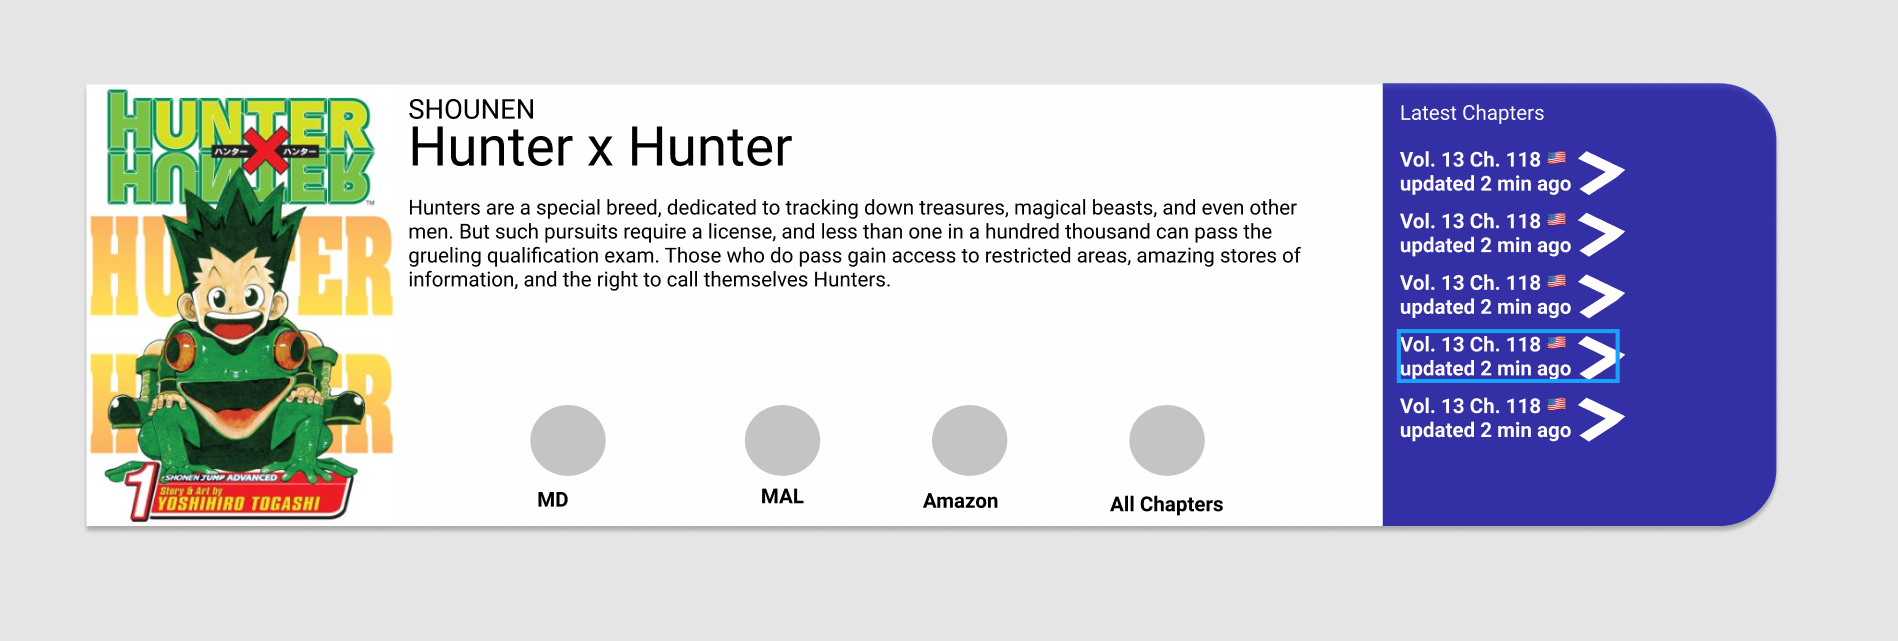 HUNTER
ハンター ハンター
HUNTER
TM
HUNTER
HUNTER
1
SHONEN JUMP ADVANCED
Story & Art by
YOSHIHIRO TOGASHI
SHOUNEN
Hunter x Hunter
Hunters are a special breed, dedicated to tracking down treasures, magical beasts, and even other
men. But such pursuits require a license, and less than one in a hundred thousand can pass the
grueling qualification exam. Those who do pass gain access to restricted areas, amazing stores of
information, and the right to call themselves Hunters.
MD
MAL
Amazon
All Chapters
Latest Chapters
Vol. 13 Ch. 118
updated 2 min ago
Vol. 13 Ch. 118
updated 2 min ago
Vol. 13 Ch. 118
updated 2 min ago
Vol. 13 Ch. 118
updated 2 min ago
Vol. 13 Ch. 118
updated 2 min ago